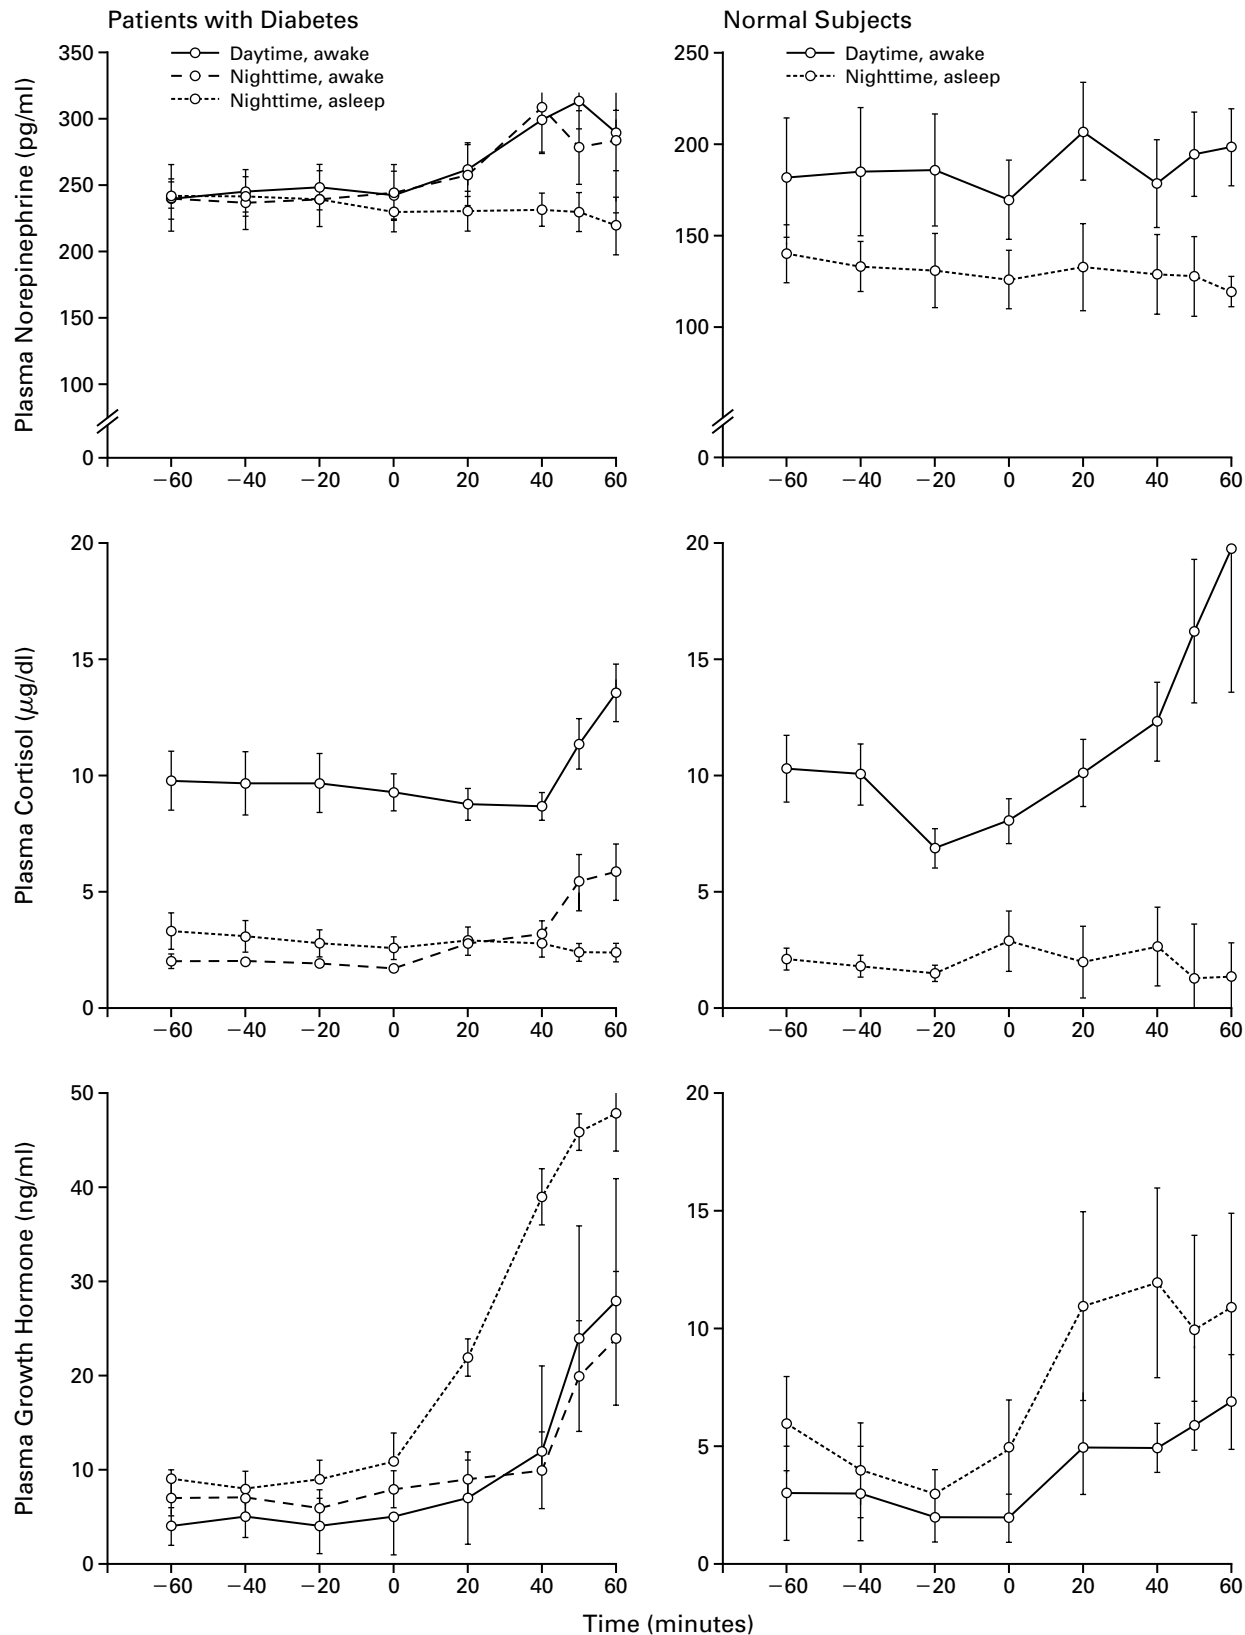 Patients with Diabetes
Daytime, awake
Nighttime, awake
Nighttime, asleep
Plasma Norepinephrine (pg/ml)
350
300
250
200
150
100
0
−60 −40 −20 0 20 40 60
Normal Subjects
Daytime, awake
Nighttime, asleep
250
200
150
100
0
−60 −40 −20 0 20 40 60
Plasma Cortisol (μg/dl)
20
15
10
5
0
−60 −40 −20 0 20 40 60
20
15
10
5
0
−60 −40 −20 0 20 40 60
Plasma Growth Hormone (ng/ml)
50
40
30
20
10
0
−60 −40 −20 0 20 40 60
20
15
10
5
0
−60 −40 −20 0 20 40 60
Time (minutes)